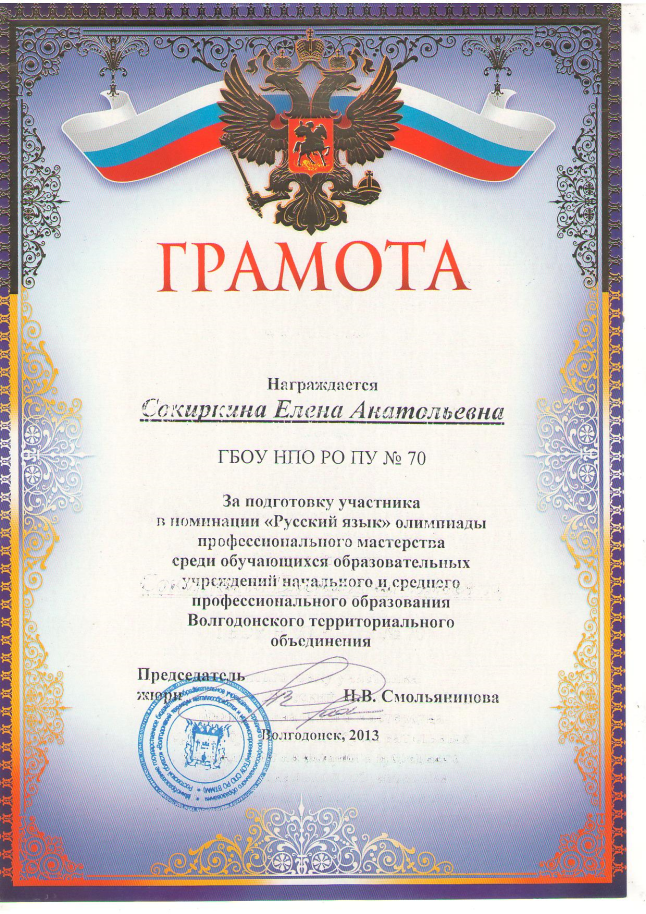 ГРАМОТА
Награждается
Сокиркина Елена Анатольевна
ГБОУ НПО РО ПУ № 70
За подготовку участника
в номинации «Русский язык» олимпиады
профессионального мастерства
среди обучающихся образовательных
учреждений начального и среднего
профессионального образования
Волгодонского территориального
объединения
Председатель
жюри Н.В. Смольянинова
Волгодонск, 2013